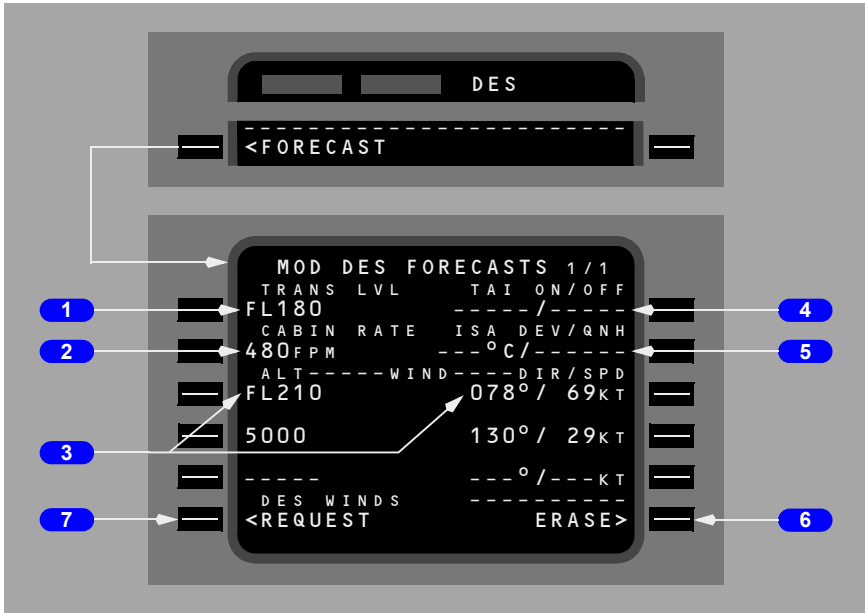 DES
------------------------
<FORECAST
MOD DES FORECASTS 1/1
TRANS LVL TAI ON/OFF
1 FL180 -----/----- 4
CABIN RATE ISA DEV/QNH
2 480FPM ---°C/------ 5
ALT-----WIND----DIR/SPD
FL210 078°/ 69KT
3 5000 130°/ 29KT
----- ---°/---KT
DES WINDS ----------
7 <REQUEST ERASE> 6